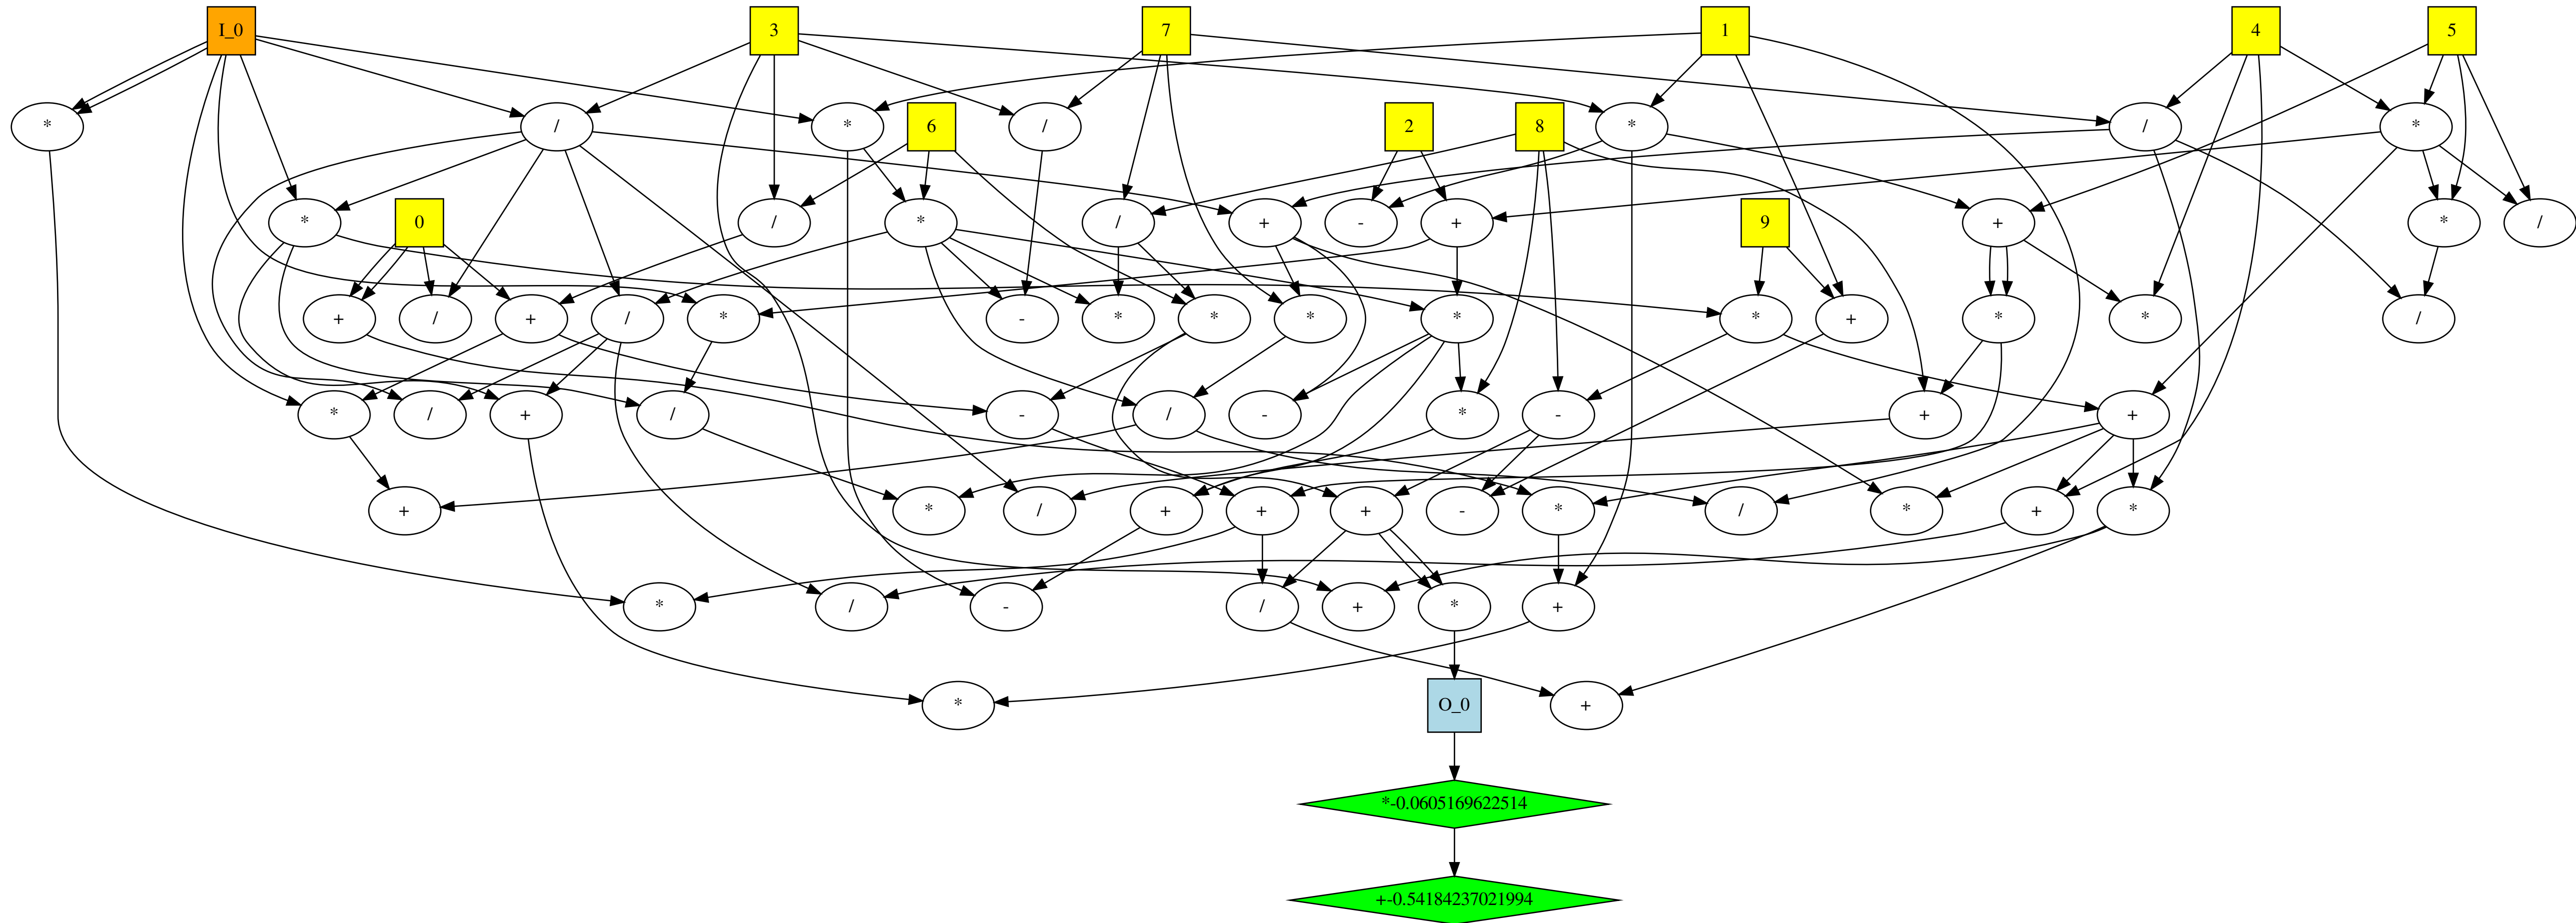 I_0 3 7 1 4 5
* / * 6 / 2 8 * / *
* 0 / * / + - + 9 + * /
+ / + / * - * * * * * + * * /
* / + / - / - * - + +
+ * / + + + - * / * + *
* / - / + * +
* O_0 +
*-0.0605169622514
+-0.54184237021994